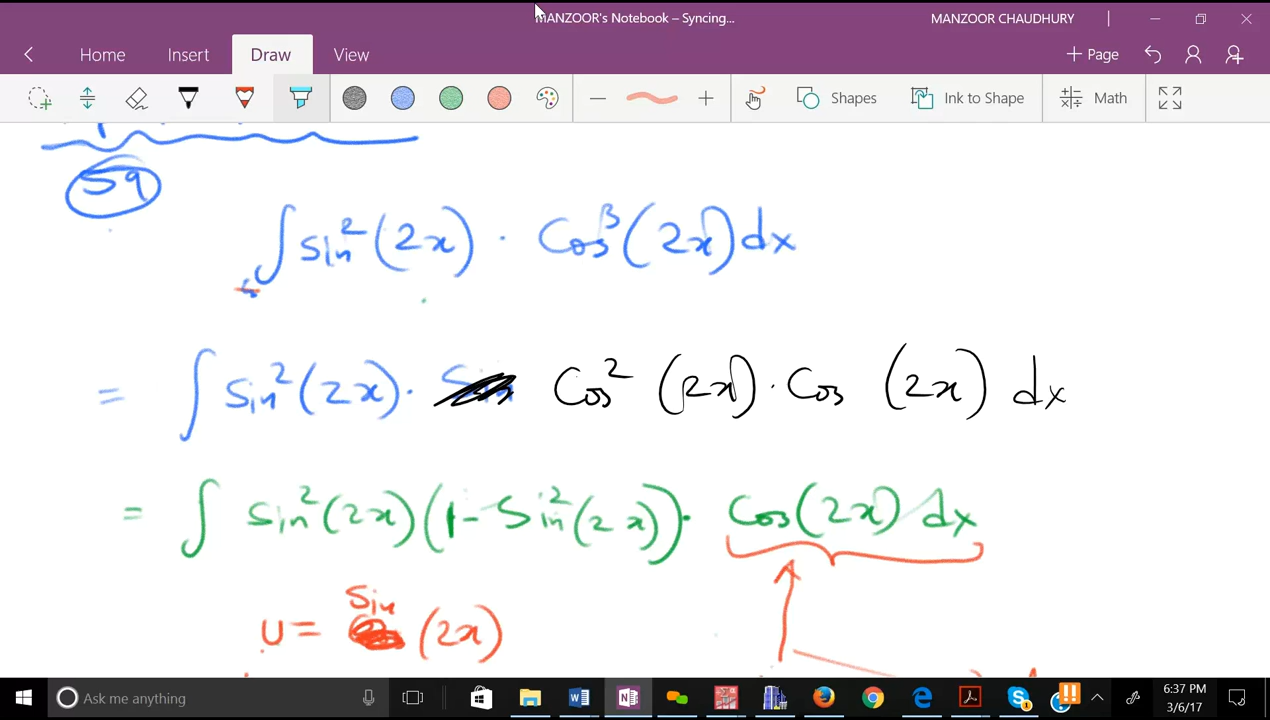 MANZOOR's Notebook – Syncing...
MANZOOR CHAUDHURY
Home Insert Draw View
Page
Shapes Ink to Shape Math
59
∫ Sin²(2x) · Cos³(2x) dx
= ∫ Sin²(2x) · Cos² (2x) · Cos (2x) dx
= ∫ Sin²(2x) (1 - Sin²(2x)) · Cos(2x) dx
u = Sin (2x)
Ask me anything
6:37 PM
3/6/17